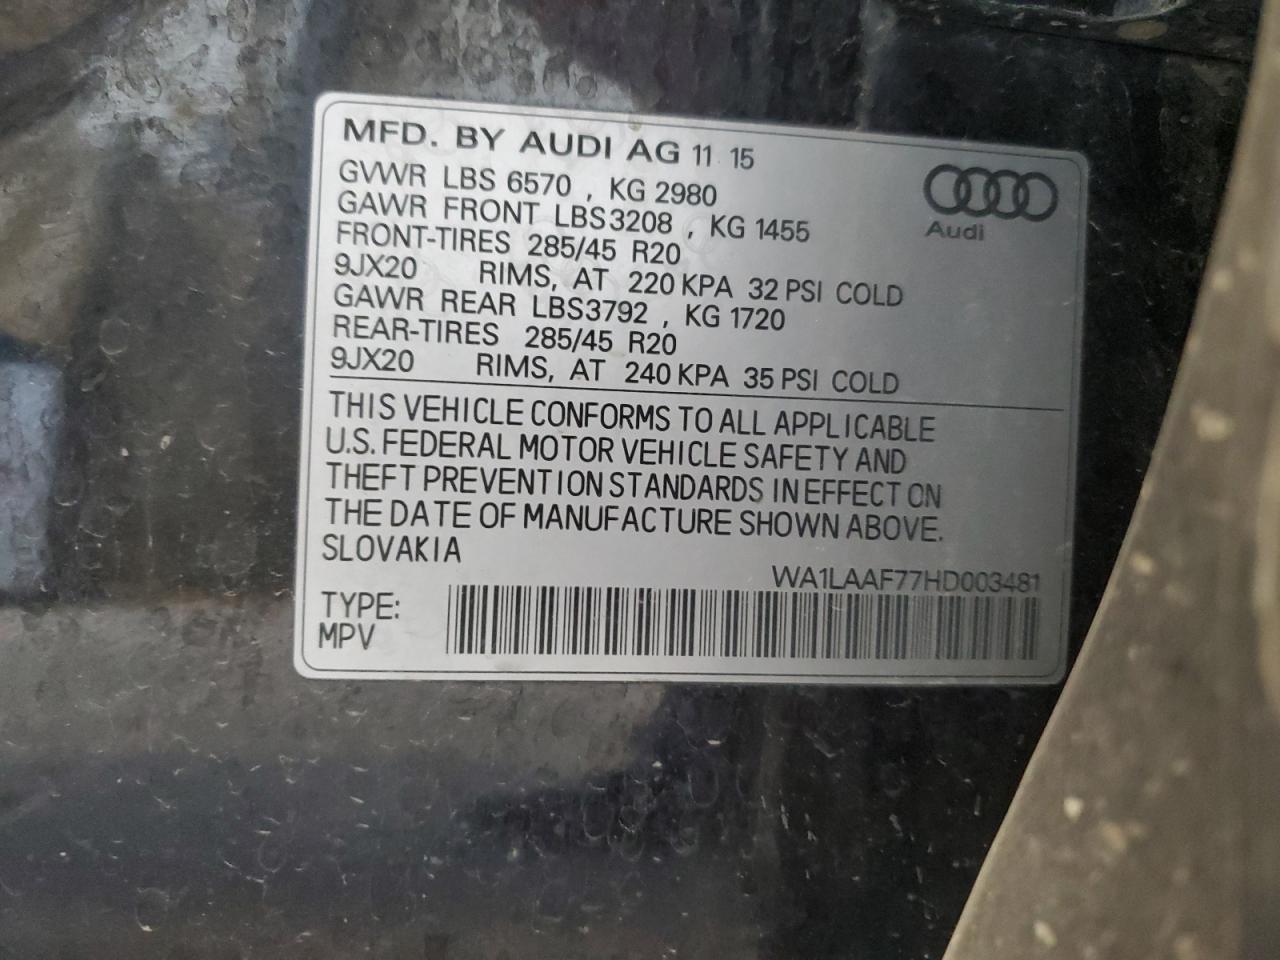 MFD. BY AUDI AG 11 15
GVWR LBS 6570 , KG 2980
GAWR FRONT LBS3208 , KG 1455
FRONT-TIRES 285/45 R20
9JX20 RIMS, AT 220 KPA 32 PSI COLD
GAWR REAR LBS3792 , KG 1720
REAR-TIRES 285/45 R20
9JX20 RIMS, AT 240 KPA 35 PSI COLD
Audi
THIS VEHICLE CONFORMS TO ALL APPLICABLE
U.S. FEDERAL MOTOR VEHICLE SAFETY AND
THEFT PREVENTION STANDARDS IN EFFECT ON
THE DATE OF MANUFACTURE SHOWN ABOVE.
SLOVAKIA
WA1LAAF77HD003481
TYPE:
MPV